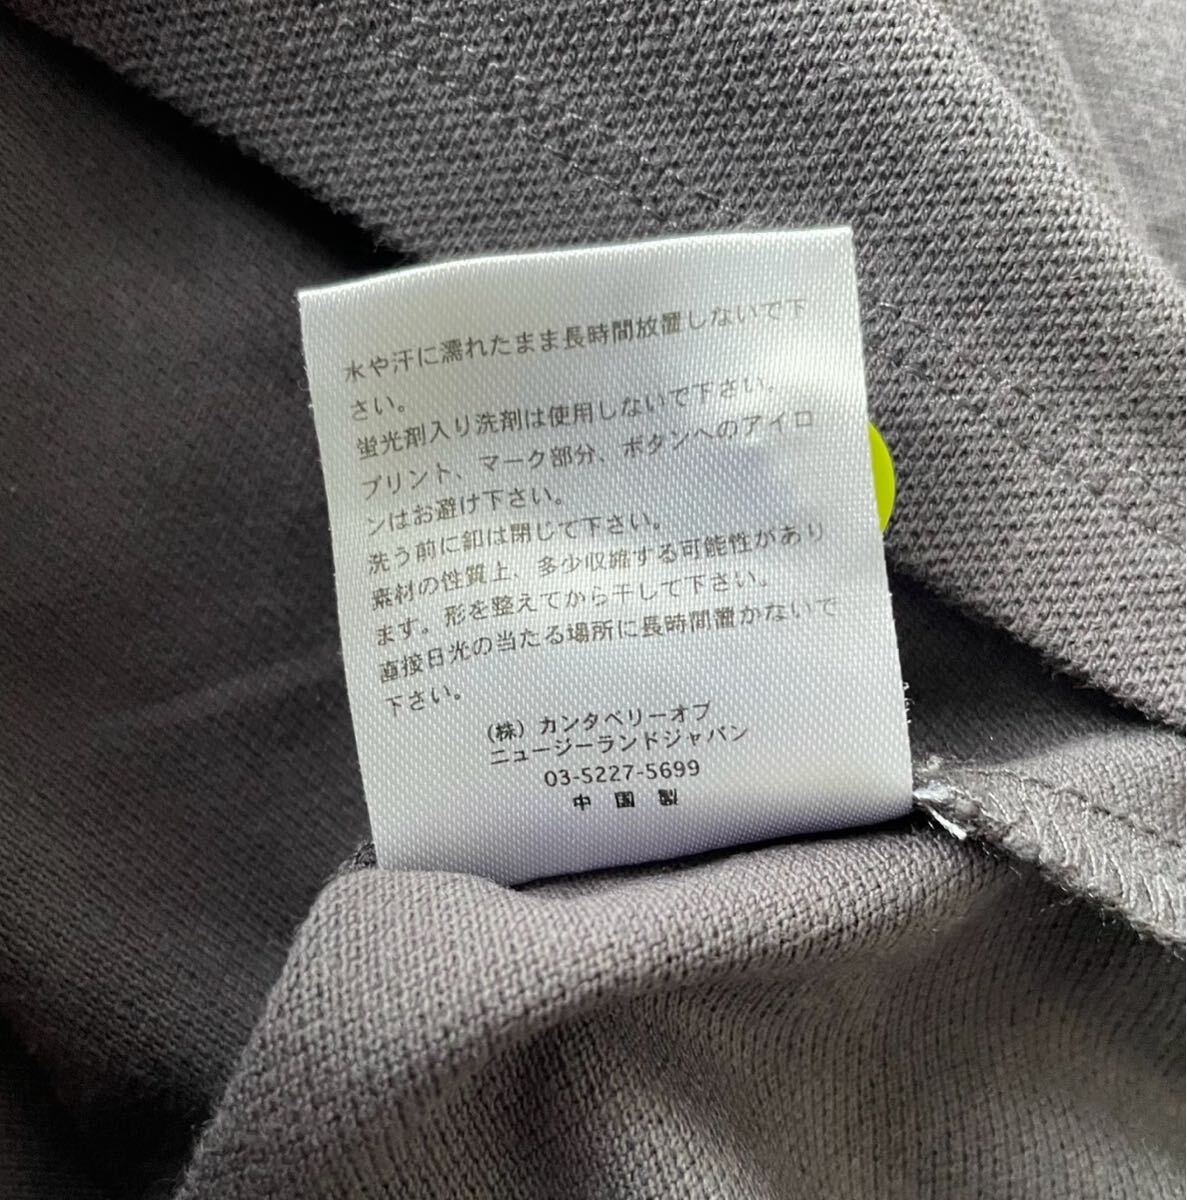 水や汗に濡れたまま長時間放置しないで下
さい。
蛍光剤入り洗剤は使用しないで下さい。
プリント、マーク部分、ボタンへのアイロ
ンはお避け下さい。
洗う前に釦は閉じて下さい。
素材の性質上、多少収縮する可能性があり
ます。形を整えてから干して下さい。
直接日光の当たる場所に長時間置かないで
下さい。
(株) カンタベリーオブ
ニュージーランドジャパン
03-5227-5699
中 国 製